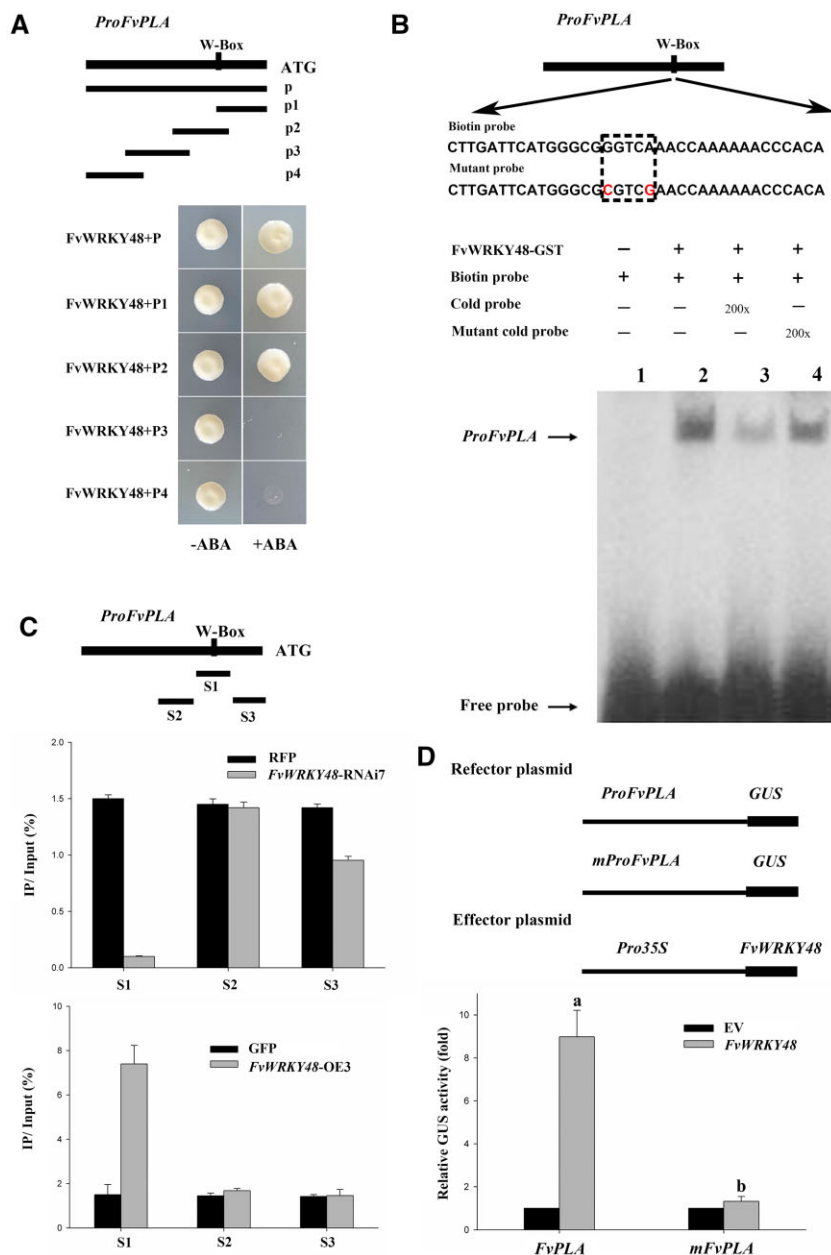 A
ProFvPLA
W-Box
ATG
p
p1
p2
p3
p4
FvWRKY48+P
FvWRKY48+P1
FvWRKY48+P2
FvWRKY48+P3
FvWRKY48+P4
-ABA +ABA
B
ProFvPLA
W-Box
Biotin probe
CTTGATTCATGGGCGGGTCAAACCAAAAAACCCACA
Mutant probe
CTTGATTCATGGGCGCGTCGAACCAAAAAACCCACA
FvWRKY48-GST − + + +
Biotin probe + + + +
Cold probe − − 200x −
Mutant cold probe − − − 200x
1 2 3 4
ProFvPLA
Free probe
C
ProFvPLA
W-Box
ATG
S1
S2 S3
RFP
FvWRKY48-RNAi7
IP/ Input (%)
2.0
1.5
1.0
0.5
0.0
S1 S2 S3
GFP
FvWRKY48-OE3
IP/ Input (%)
8
6
4
2
0
S1 S2 S3
D
Refector plasmid
ProFvPLA GUS
mProFvPLA GUS
Effector plasmid
Pro35S FvWRKY48
a
EV
FvWRKY48
Relative GUS activity (fold)
10
8
6
4
2
0
b
FvPLA mFvPLA